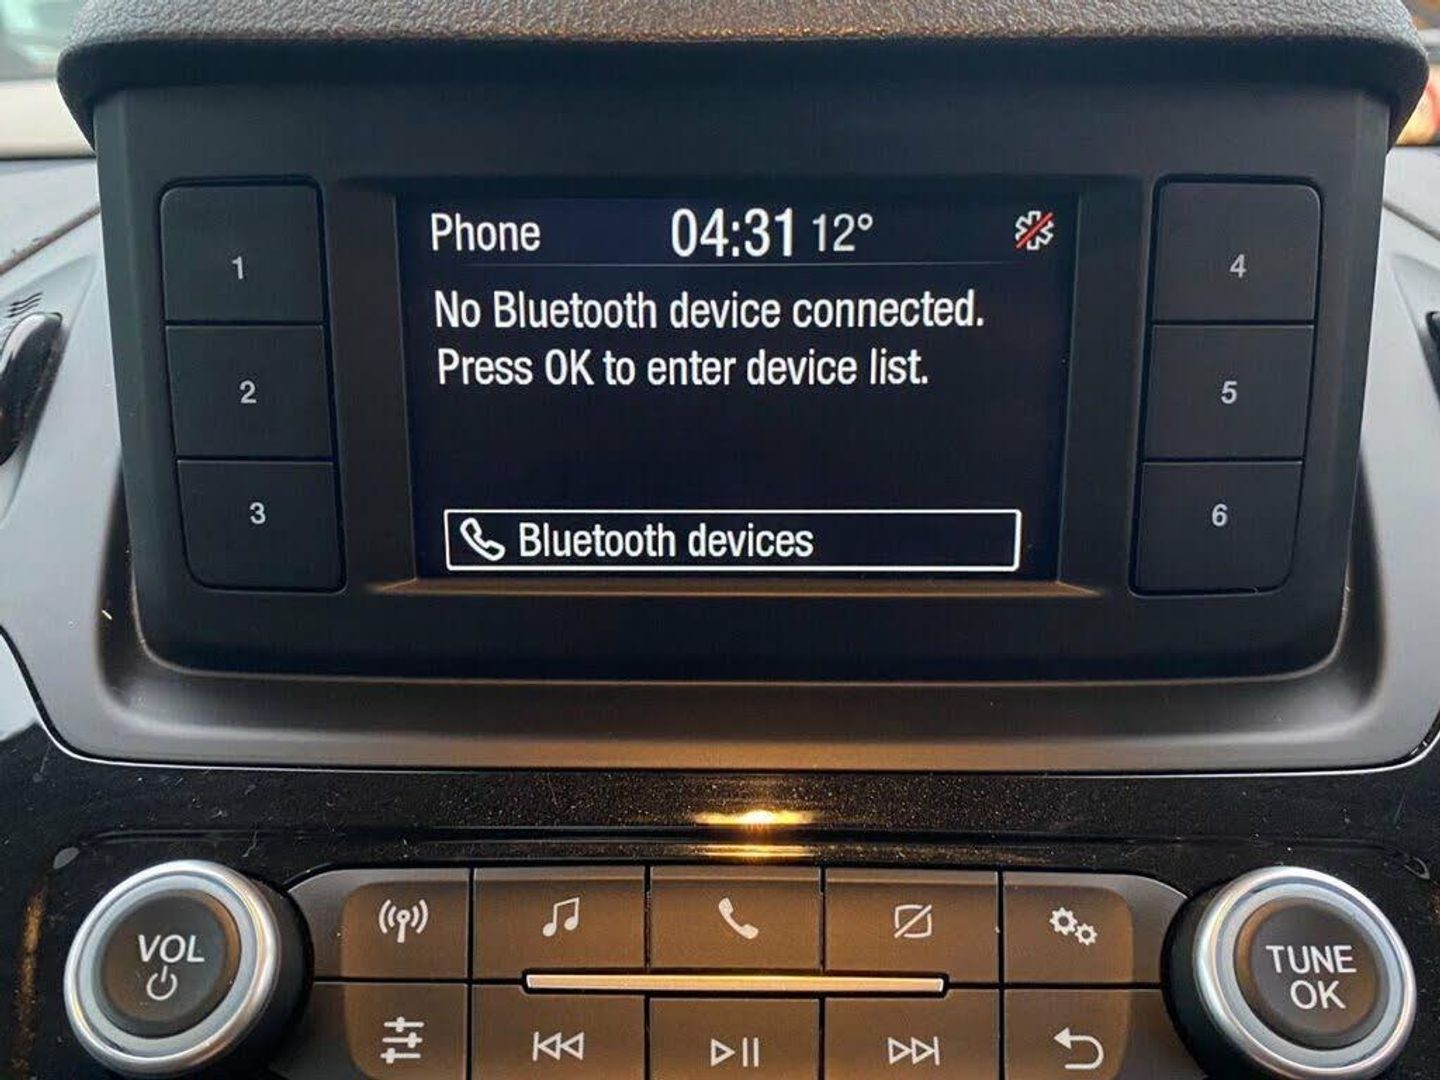 Phone 04:31 12°
No Bluetooth device connected.
Press OK to enter device list.
Bluetooth devices
1
2
3
4
5
6
VOL
TUNE
OK